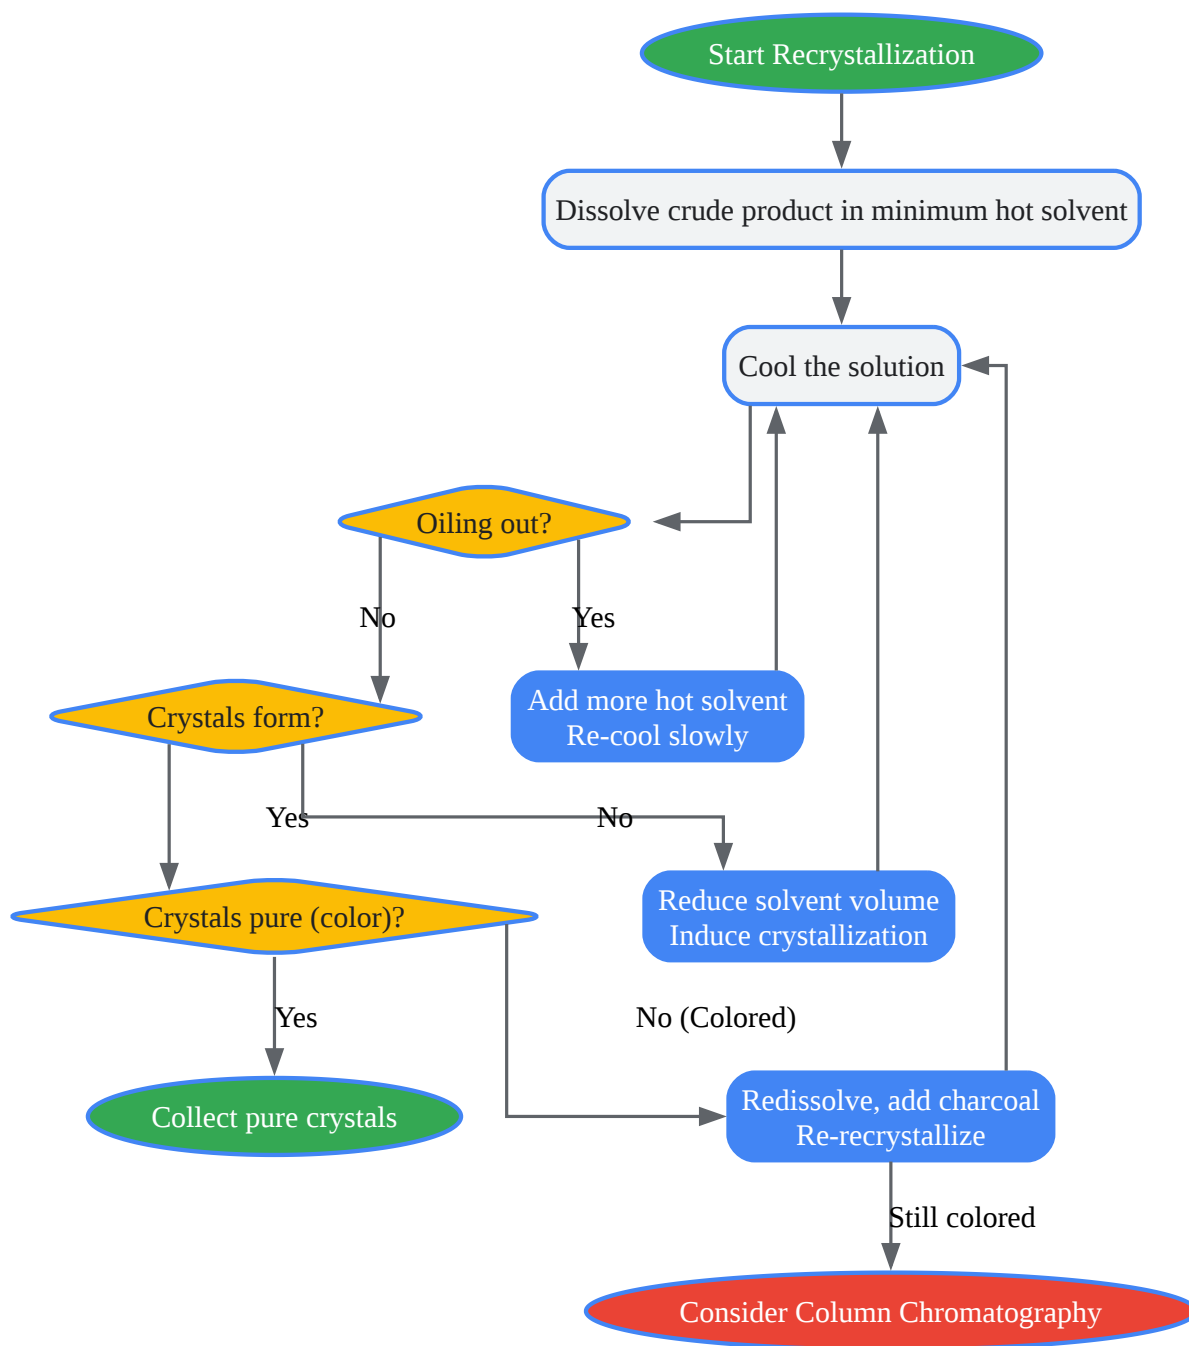 Start Recrystallization
Dissolve crude product in minimum hot solvent
Cool the solution
Oiling out?
No
Yes
Add more hot solvent
Re-cool slowly
Crystals form?
Yes
No
Reduce solvent volume
Induce crystallization
Crystals pure (color)?
Yes
No (Colored)
Collect pure crystals
Redissolve, add charcoal
Re-recrystallize
Still colored
Consider Column Chromatography